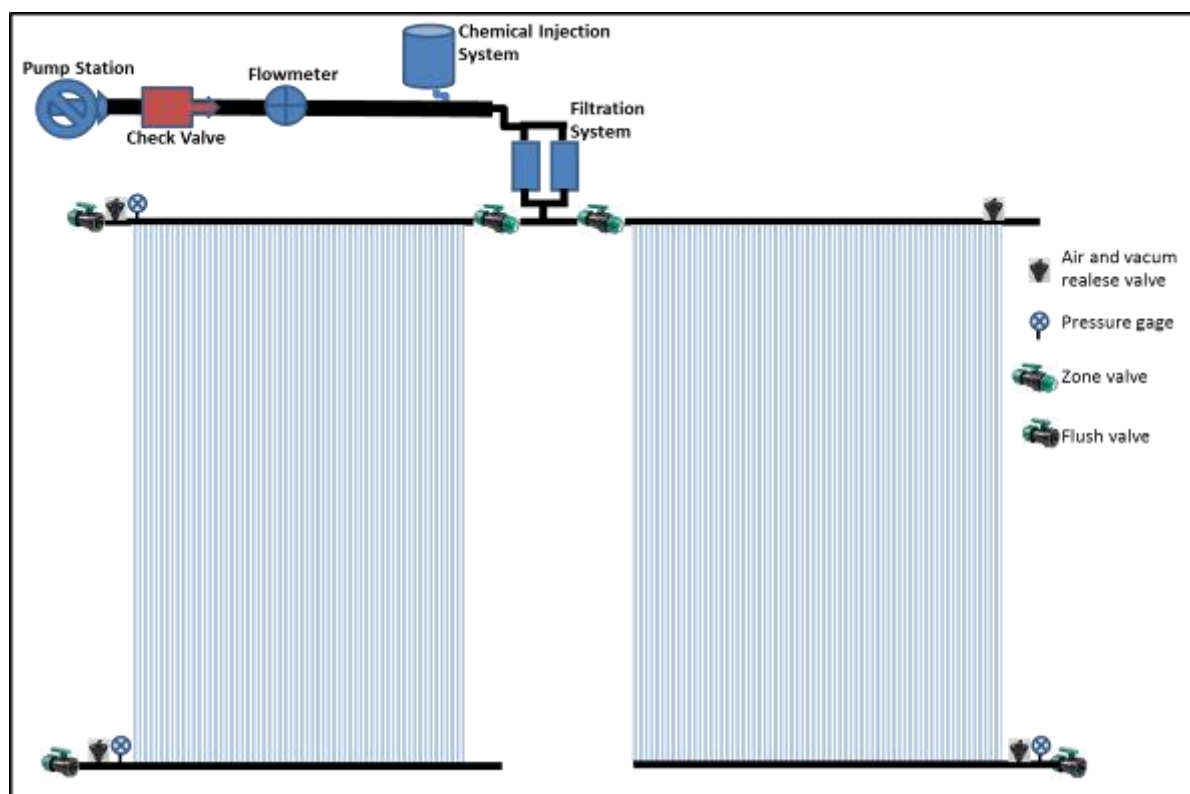 Chemical Injection
System
Pump Station
Flowmeter
Filtration
System
Check Valve
Air and vacum
realese valve
Pressure gage
Zone valve
Flush valve